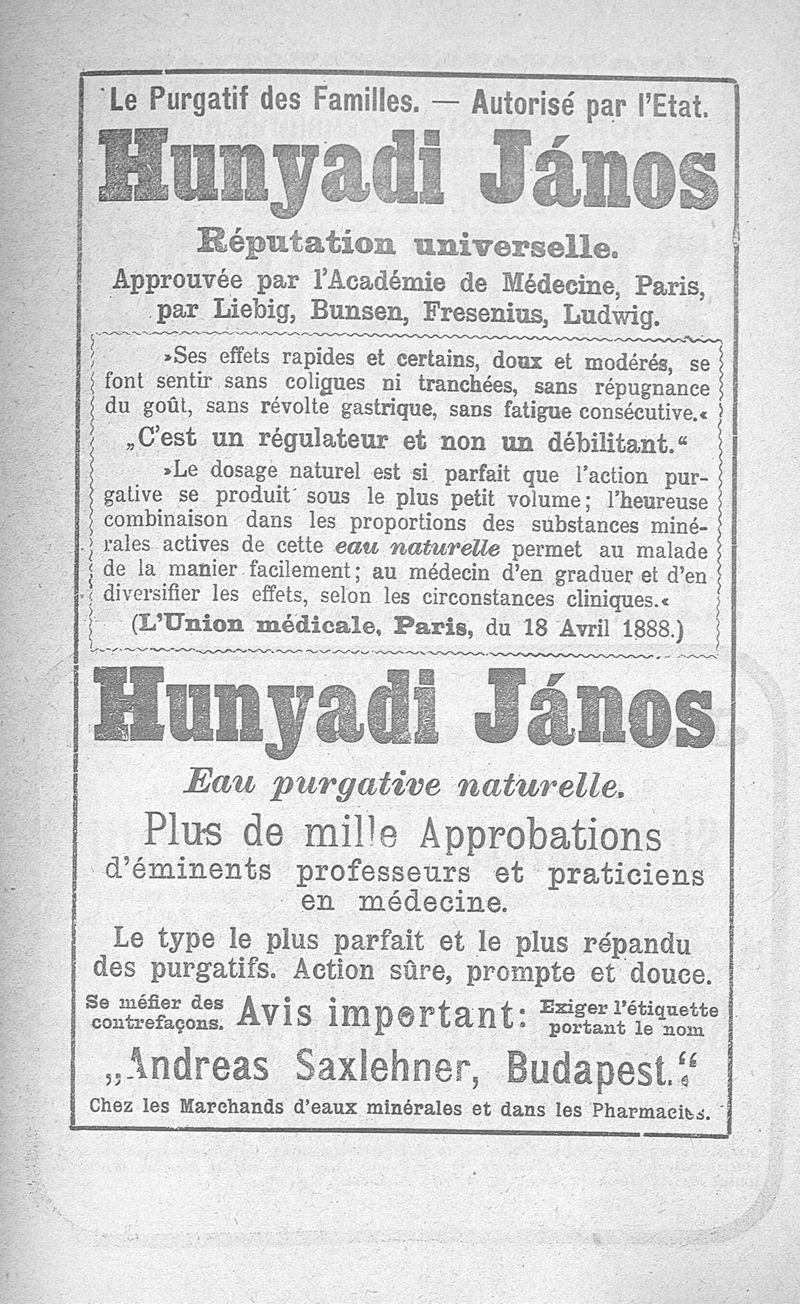 Le Purgatif des Familles. — Autorisé par l'Etat.
Hunyadi János
Réputation universelle.
Approuvée par l'Académie de Médecine, Paris,
par Liebig, Bunsen, Fresenius, Ludwig.
»Ses effets rapides et certains, doux et modérés, se
font sentir sans coligues ni tranchées, sans répugnance
du goût, sans révolte gastrique, sans fatigue consécutive.«
„C'est un régulateur et non un débilitant.“
»Le dosage naturel est si parfait que l'action pur-
gative se produit sous le plus petit volume; l'heureuse
combinaison dans les proportions des substances miné-
rales actives de cette eau naturelle permet au malade
de la manier facilement; au médecin d'en graduer et d'en
diversifier les effets, selon les circonstances cliniques.«
(L'Union médicale, Paris, du 18 Avril 1888.)
Hunyadi János
Eau purgative naturelle.
Plus de mille Approbations
d'éminents professeurs et praticiens
en médecine.
Le type le plus parfait et le plus répandu
des purgatifs. Action sûre, prompte et douce.
Se méfier des contrefaçons. Avis important: Exiger l'étiquette portant le nom
„Andreas Saxlehner, Budapest.“
Chez les Marchands d'eaux minérales et dans les Pharmacies.